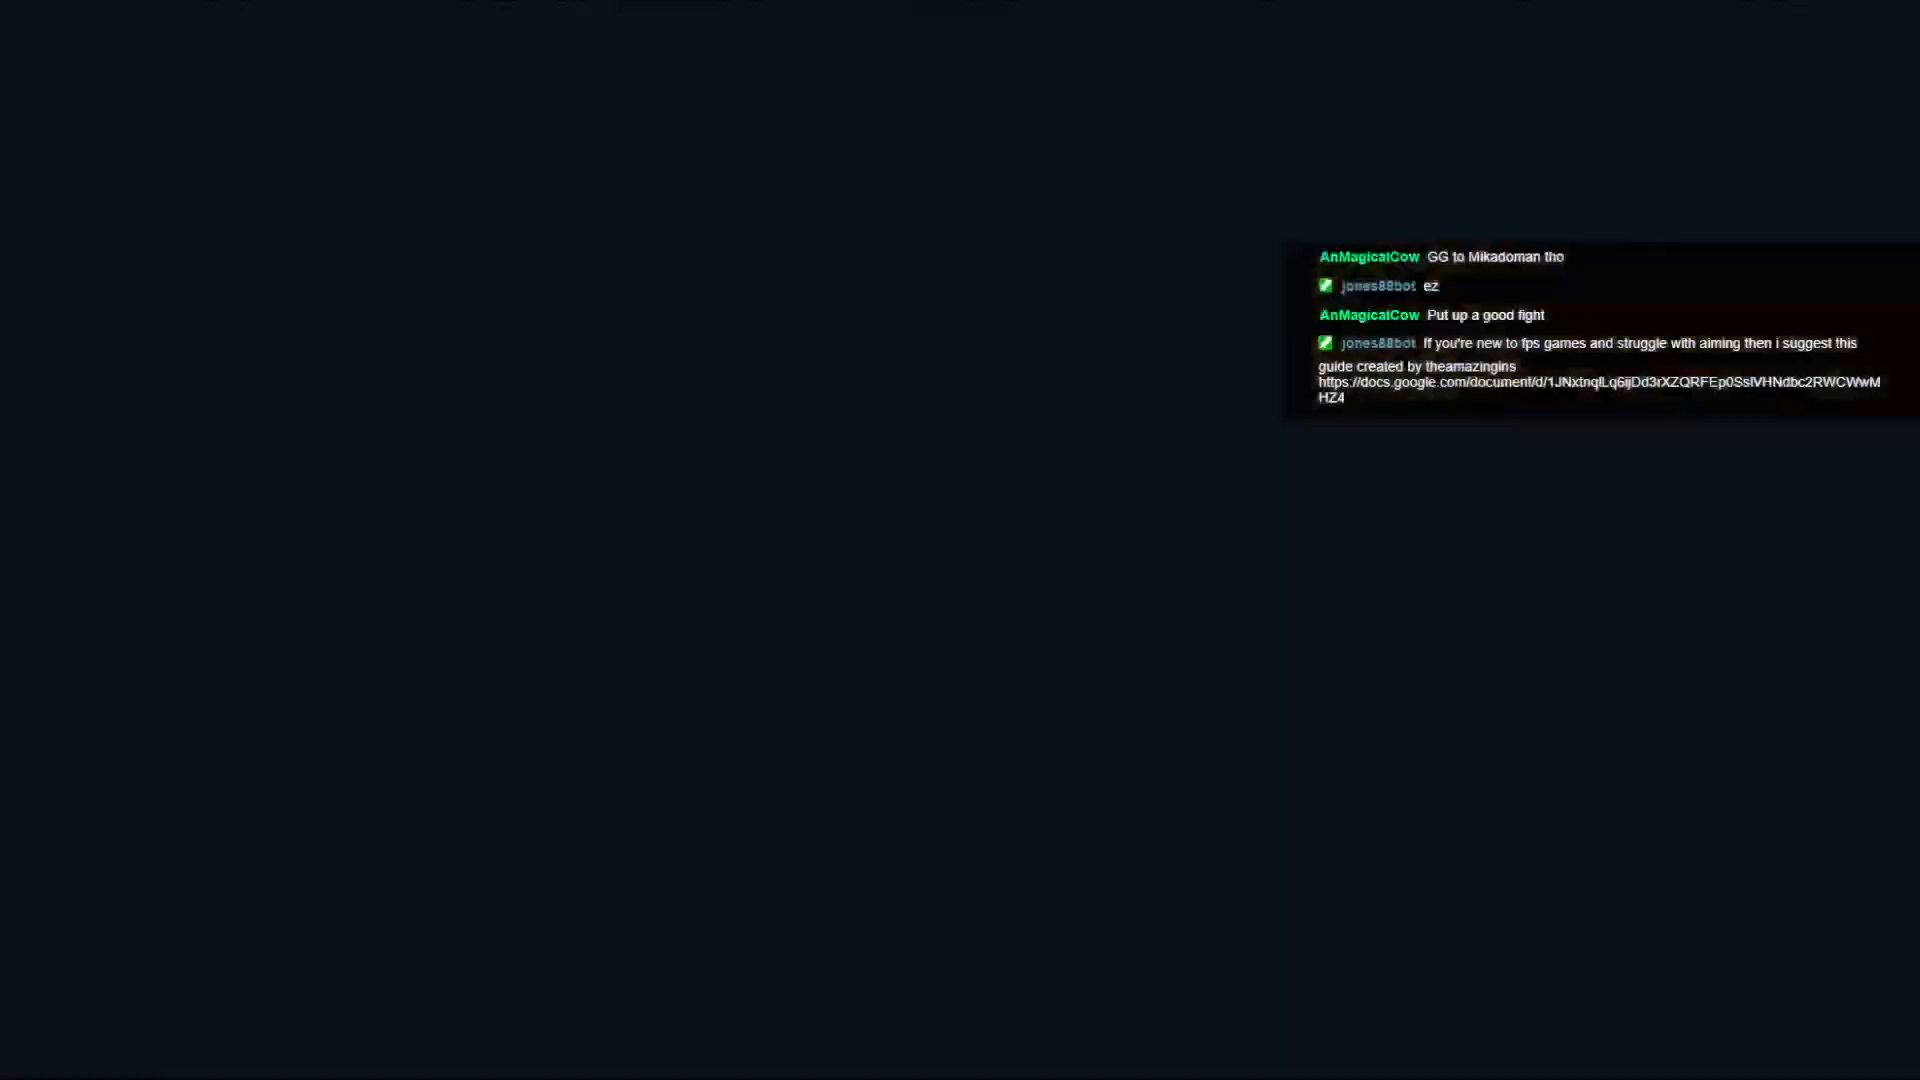 AnMagicalCow GG to Mikadoman tho
jones88bot ez
AnMagicalCow Put up a good fight
jones88bot If you're new to fps games and struggle with aiming then i suggest this
guide created by theamazingins